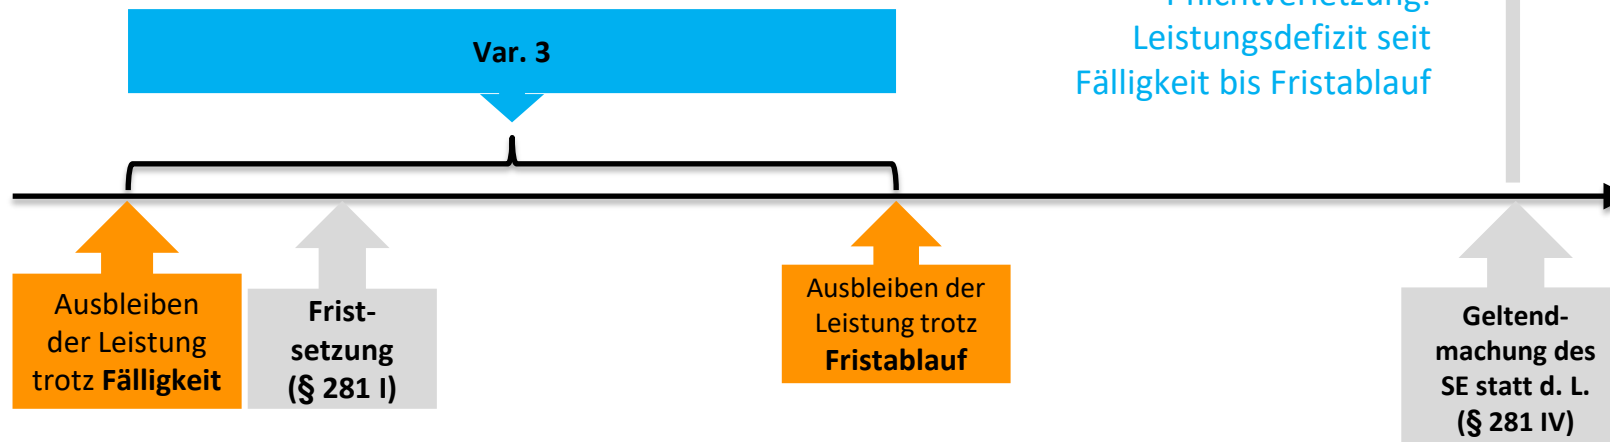 Leistungsdefizit seit
Fälligkeit bis Fristablauf
Var. 3
Ausbleiben
der Leistung
trotz Fälligkeit
Frist-
setzung
(§ 281 I)
Ausbleiben der
Leistung trotz
Fristablauf
Geltend-
machung des
SE statt d. L.
(§ 281 IV)